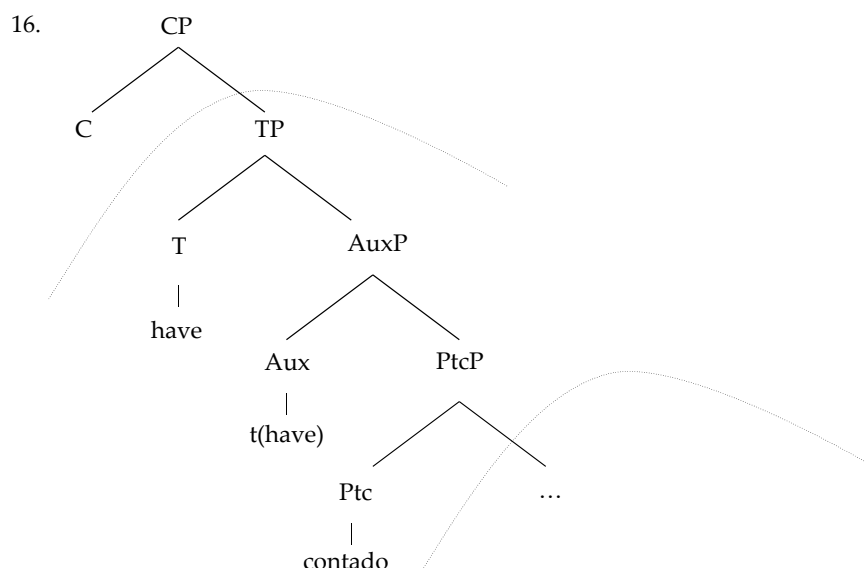 16.
CP
C TP
T AuxP
have
Aux PtcP
t(have)
Ptc …
contado